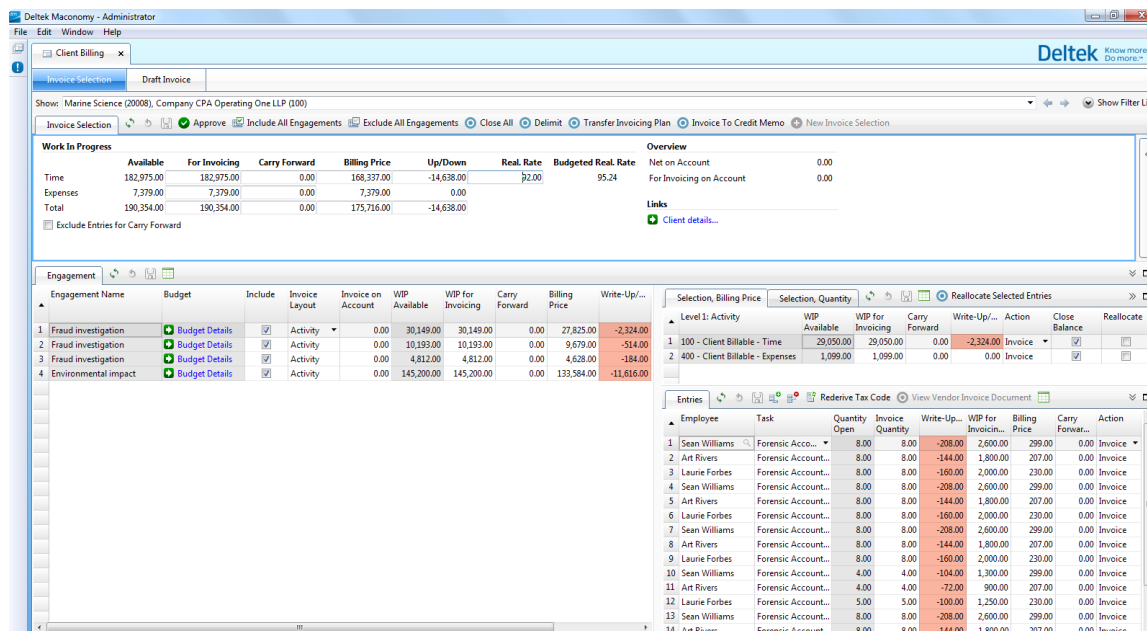 Deltek Maconomy - Administrator
File Edit Window Help
Client Billing
Deltek Know more. Do more.™
Invoice Selection Draft Invoice
Show: Marine Science (20008), Company CPA Operating One LLP (100) Show Filter Li
Invoice Selection Approve Include All Engagements Exclude All Engagements Close All Delimit Transfer Invoicing Plan Invoice To Credit Memo New Invoice Selection
Work In Progress Overview
Available For Invoicing Carry Forward Billing Price Up/Down Real. Rate Budgeted Real. Rate Net on Account 0.00
Time 182,975.00 182,975.00 0.00 168,337.00 -14,638.00 92.00 95.24 For Invoicing on Account 0.00
Expenses 7,379.00 7,379.00 0.00 7,379.00 0.00
Total 190,354.00 190,354.00 0.00 175,716.00 -14,638.00 Links
Exclude Entries for Carry Forward Client details...
Engagement
Engagement Name Budget Include Invoice Layout Invoice on Account WIP Available WIP for Invoicing Carry Forward Billing Price Write-Up/...
1 Fraud investigation Budget Details Activity 0.00 30,149.00 30,149.00 0.00 27,825.00 -2,324.00
2 Fraud investigation Budget Details Activity 0.00 10,193.00 10,193.00 0.00 9,679.00 -514.00
3 Fraud investigation Budget Details Activity 0.00 4,812.00 4,812.00 0.00 4,628.00 -184.00
4 Environmental impact Budget Details Activity 0.00 145,200.00 145,200.00 0.00 133,584.00 -11,616.00
Selection, Billing Price Selection, Quantity Reallocate Selected Entries
Level 1: Activity WIP Available WIP for Invoicing Carry Forward Write-Up/... Action Close Balance Reallocate
1 100 - Client Billable - Time 29,050.00 29,050.00 0.00 -2,324.00 Invoice
2 400 - Client Billable - Expenses 1,099.00 1,099.00 0.00 0.00 Invoice
Entries Rederive Tax Code View Vendor Invoice Document
Employee Task Quantity Open Invoice Quantity Write-Up... WIP for Invoicin... Billing Price Carry Forwar... Action
1 Sean Williams Forensic Acco... 8.00 8.00 -208.00 2,600.00 299.00 0.00 Invoice
2 Art Rivers Forensic Account... 8.00 8.00 -144.00 1,800.00 207.00 0.00 Invoice
3 Laurie Forbes Forensic Account... 8.00 8.00 -160.00 2,000.00 230.00 0.00 Invoice
4 Sean Williams Forensic Account... 8.00 8.00 -208.00 2,600.00 299.00 0.00 Invoice
5 Art Rivers Forensic Account... 8.00 8.00 -144.00 1,800.00 207.00 0.00 Invoice
6 Laurie Forbes Forensic Account... 8.00 8.00 -160.00 2,000.00 230.00 0.00 Invoice
7 Sean Williams Forensic Account... 8.00 8.00 -208.00 2,600.00 299.00 0.00 Invoice
8 Art Rivers Forensic Account... 8.00 8.00 -144.00 1,800.00 207.00 0.00 Invoice
9 Laurie Forbes Forensic Account... 8.00 8.00 -160.00 2,000.00 230.00 0.00 Invoice
10 Sean Williams Forensic Account... 4.00 4.00 -104.00 1,300.00 299.00 0.00 Invoice
11 Art Rivers Forensic Account... 4.00 4.00 -72.00 900.00 207.00 0.00 Invoice
12 Laurie Forbes Forensic Account... 5.00 5.00 -100.00 1,250.00 230.00 0.00 Invoice
13 Sean Williams Forensic Account... 8.00 8.00 -208.00 2,600.00 299.00 0.00 Invoice
14 Art Rivers Forensic Account... 8.00 8.00 -144.00 1,800.00 207.00 0.00 Invoice